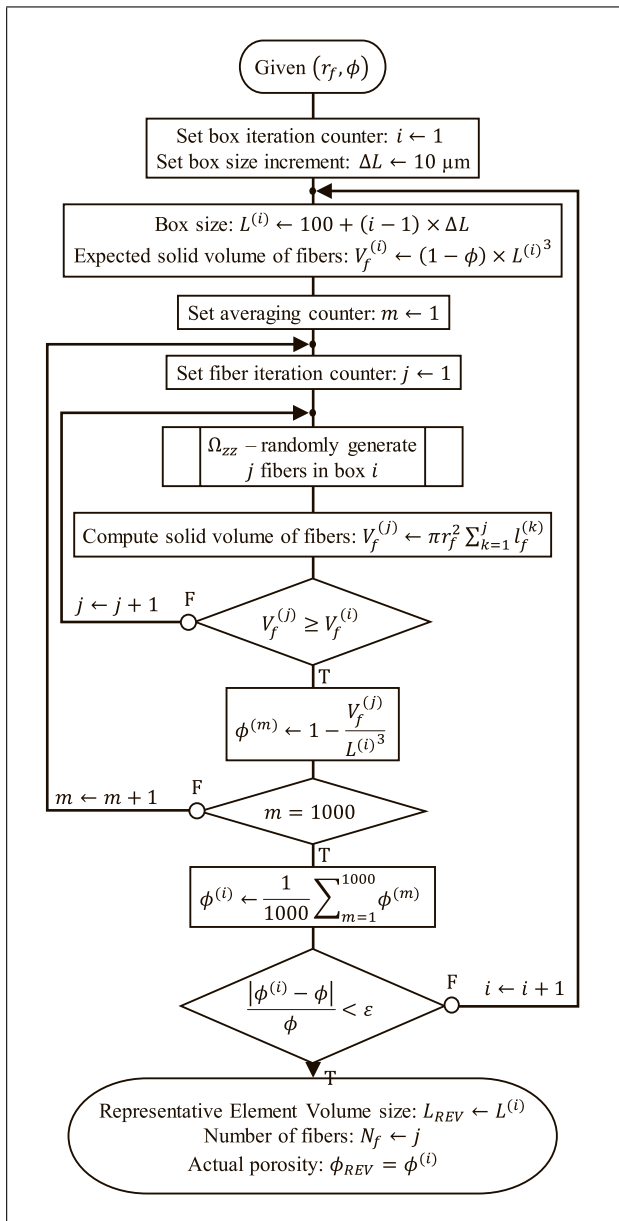 Given (r_f, ϕ)
Set box iteration counter: i ← 1
Set box size increment: ΔL ← 10 µm
Box size: L^(i) ← 100 + (i − 1) × ΔL
Expected solid volume of fibers: V_f^(i) ← (1 − ϕ) × L^(i)^3
Set averaging counter: m ← 1
Set fiber iteration counter: j ← 1
Ω_zz – randomly generate
j fibers in box i
Compute solid volume of fibers: V_f^(j) ← πr_f^2 ∑_{k=1}^{j} l_f^(k)
j ← j + 1
F
V_f^(j) ≥ V_f^(i)
T
ϕ^(m) ← 1 − V_f^(j) / L^(i)^3
m ← m + 1
F
m = 1000
T
ϕ^(i) ← 1/1000 ∑_{m=1}^{1000} ϕ^(m)
|ϕ^(i) − ϕ| / ϕ < ε
F
i ← i + 1
T
Representative Element Volume size: L_REV ← L^(i)
Number of fibers: N_f ← j
Actual porosity: ϕ_REV = ϕ^(i)